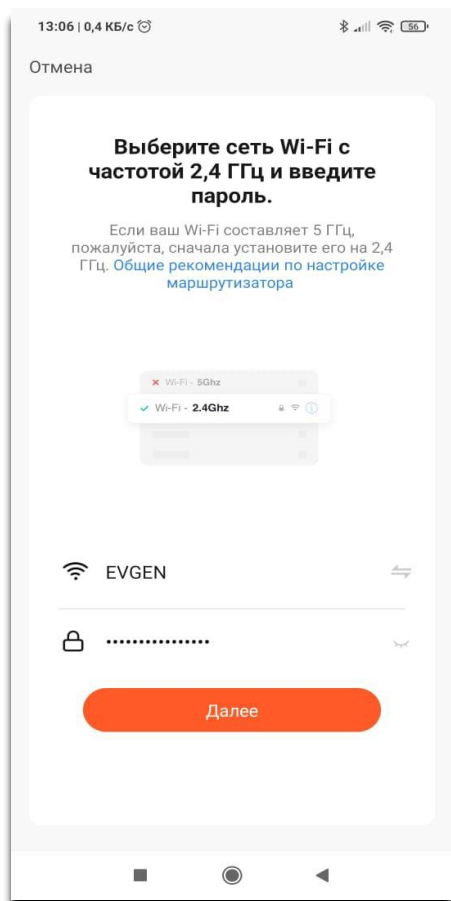 13:06 | 0,4 КБ/с
56
Отмена
Выберите сеть Wi-Fi с
частотой 2,4 ГГц и введите
пароль.
Если ваш Wi-Fi составляет 5 ГГц,
пожалуйста, сначала установите его на 2,4
ГГц. Общие рекомендации по настройке
маршрутизатора
Wi-Fi - 5Ghz
Wi-Fi - 2.4Ghz
EVGEN
••••••••••••••••
Далее